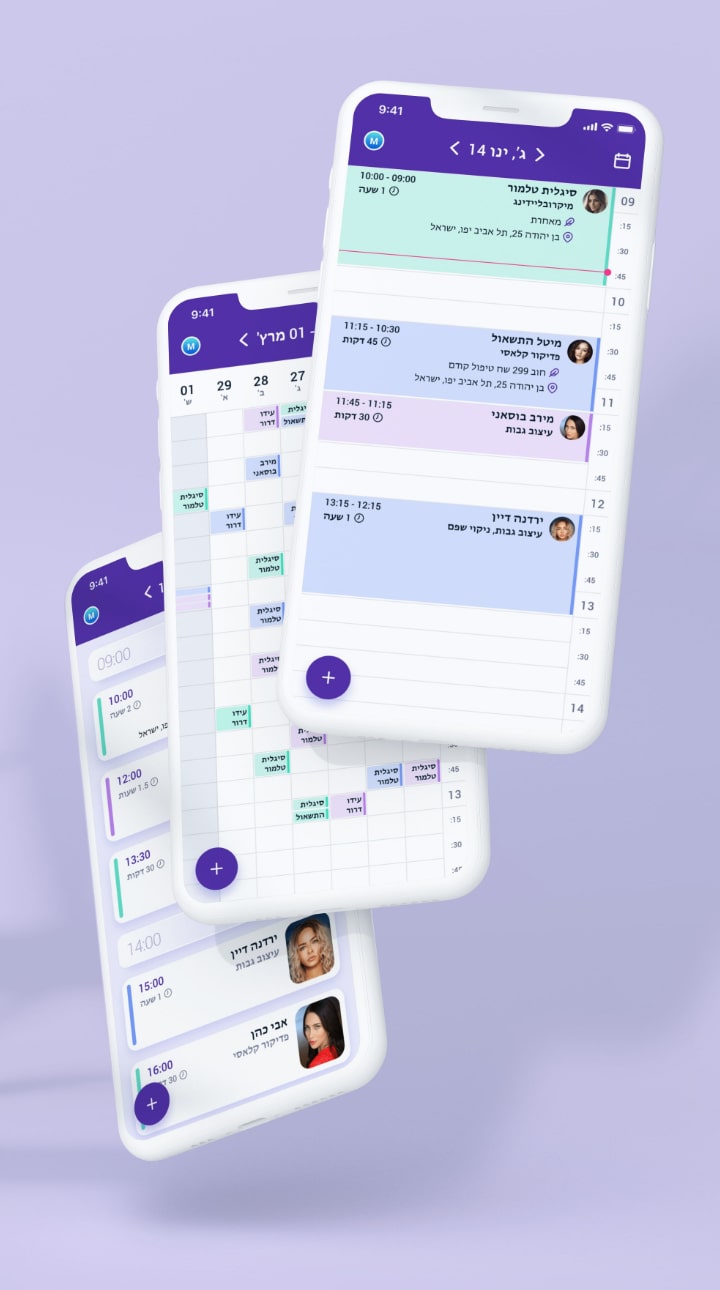 9:41
M
ג', ינו 14
09
:15
:30
:45
10
:15
:30
:45
11
:15
:30
:45
12
:15
:30
:45
13
:15
:30
:45
14
סיגלית טלמור
09:00 - 10:00
מיקרובליידינג
1 שעה
מאחרת
בן יהודה 25, תל אביב יפו, ישראל
מיטל התשאול
10:30 - 11:15
פדיקור קלאסי
45 דקות
חוב 299 שח טיפול קודם
בן יהודה 25, תל אביב יפו, ישראל
מירב בוסאני
11:15 - 11:45
עיצוב גבות
30 דקות
ירדנה דיין
12:15 - 13:15
עיצוב גבות, ניקוי שפם
1 שעה
+
9:41
M
- 01 מרץ'
27
ג'
28
ב'
29
א'
01
ש'
עידו
דרור
מירב
בוסאני
סיגלית
טלמור
עידו
דרור
סיגלית
טלמור
סיגלית
טלמור
עידו
דרור
סיגלית
טלמור
סיגלית
טלמור
סיגלית
טלמור
סיגלית
התשאול
עידו
דרור
:45
13
:15
:30
+
9:41
M
09:00
10:00
2 שעה
12:00
1.5 שעות
13:30
30 דקות
14:00
ירדנה דיין
עיצוב גבות
15:00
1 שעה
אבי כהן
פדיקור קלאסי
16:00
30
+